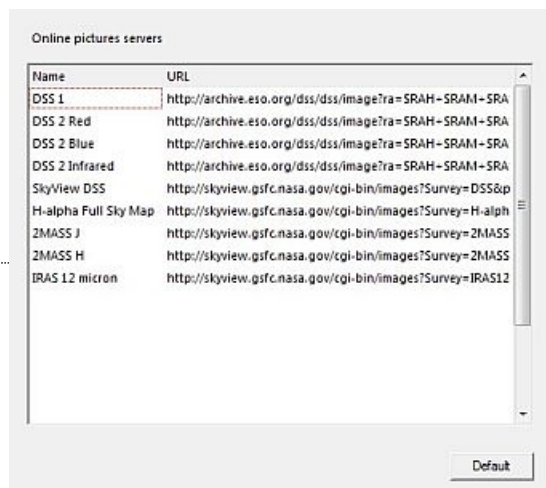 Online pictures servers
Name URL
DSS 1 http://archive.eso.org/dss/dss/image?ra=SRAH+SRAM+SRA
DSS 2 Red http://archive.eso.org/dss/dss/image?ra=SRAH+SRAM+SRA
DSS 2 Blue http://archive.eso.org/dss/dss/image?ra=SRAH+SRAM+SRA
DSS 2 Infrared http://archive.eso.org/dss/dss/image?ra=SRAH+SRAM+SRA
SkyView DSS http://skyview.gsfc.nasa.gov/cgi-bin/images?Survey=DSS&p
H-alpha Full Sky Map http://skyview.gsfc.nasa.gov/cgi-bin/images?Survey=H-alph
2MASS J http://skyview.gsfc.nasa.gov/cgi-bin/images?Survey=2MASS
2MASS H http://skyview.gsfc.nasa.gov/cgi-bin/images?Survey=2MASS
IRAS 12 micron http://skyview.gsfc.nasa.gov/cgi-bin/images?Survey=IRAS12
Default